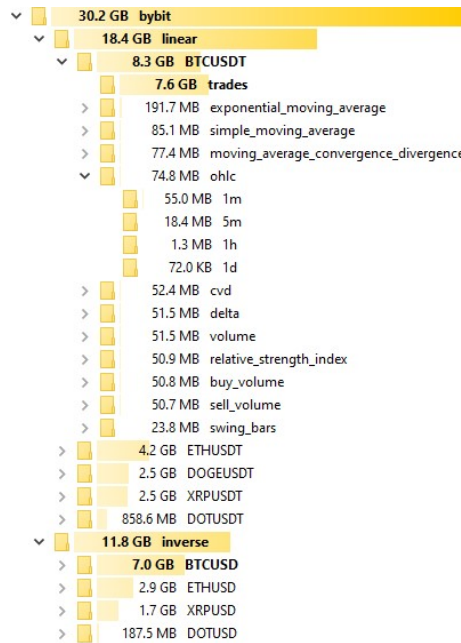 30.2 GB bybit
18.4 GB linear
8.3 GB BTCUSDT
7.6 GB trades
191.7 MB exponential_moving_average
85.1 MB simple_moving_average
77.4 MB moving_average_convergence_divergence
74.8 MB ohlc
55.0 MB 1m
18.4 MB 5m
1.3 MB 1h
72.0 KB 1d
52.4 MB cvd
51.5 MB delta
51.5 MB volume
50.9 MB relative_strength_index
50.8 MB buy_volume
50.7 MB sell_volume
23.8 MB swing_bars
4.2 GB ETHUSDT
2.5 GB DOGEUSDT
2.5 GB XRPUSDT
858.6 MB DOTUSDT
11.8 GB inverse
7.0 GB BTCUSD
2.9 GB ETHUSD
1.7 GB XRPUSD
187.5 MB DOTUSD